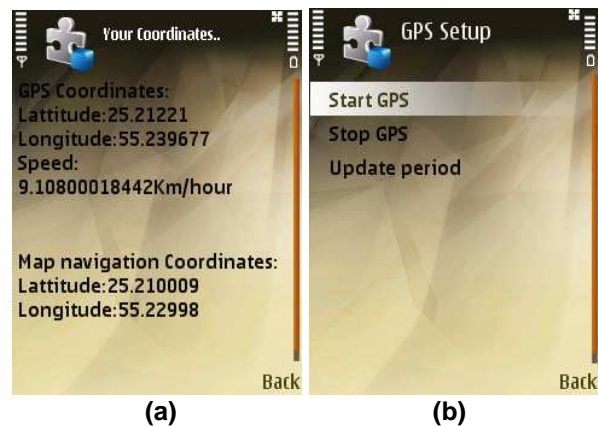 Your Coordinates..
GPS Coordinates:
Lattitude:25.21221
Longitude:55.239677
Speed:
9.10800018442Km/hour
Map navigation Coordinates:
Lattitude:25.210009
Longitude:55.22998
Back
(a)
GPS Setup
Start GPS
Stop GPS
Update period
Back
(b)